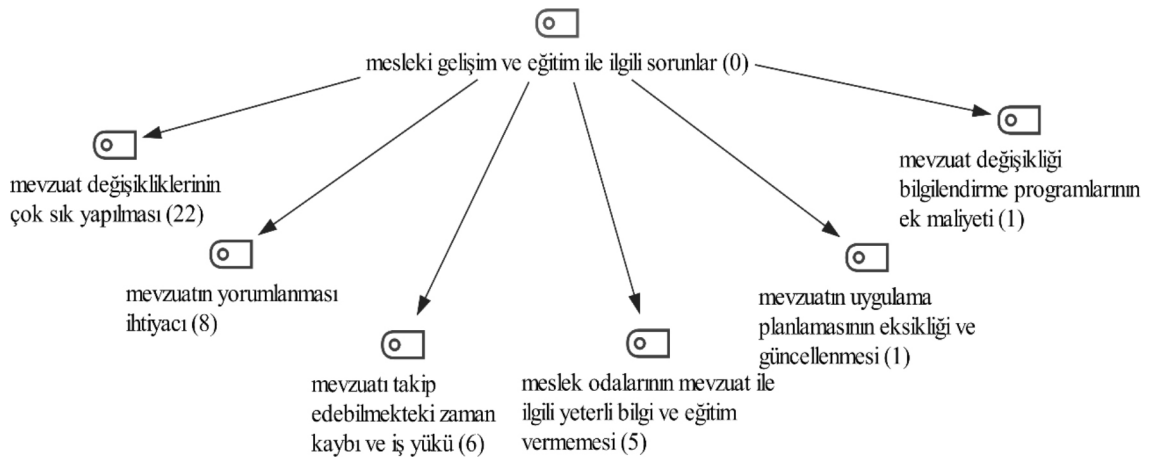 mesleki gelişim ve eğitim ile ilgili sorunlar (0)
mevzuat değişikliklerinin
çok sık yapılması (22)
mevzuatın yorumlanması
ihtiyacı (8)
mevzuatı takip
edebilmekteki zaman
kaybı ve iş yükü (6)
meslek odalarının mevzuat ile
ilgili yeterli bilgi ve eğitim
vermemesi (5)
mevzuatın uygulama
planlamasının eksikliği ve
güncellenmesi (1)
mevzuat değişikliği
bilgilendirme programlarının
ek maliyeti (1)